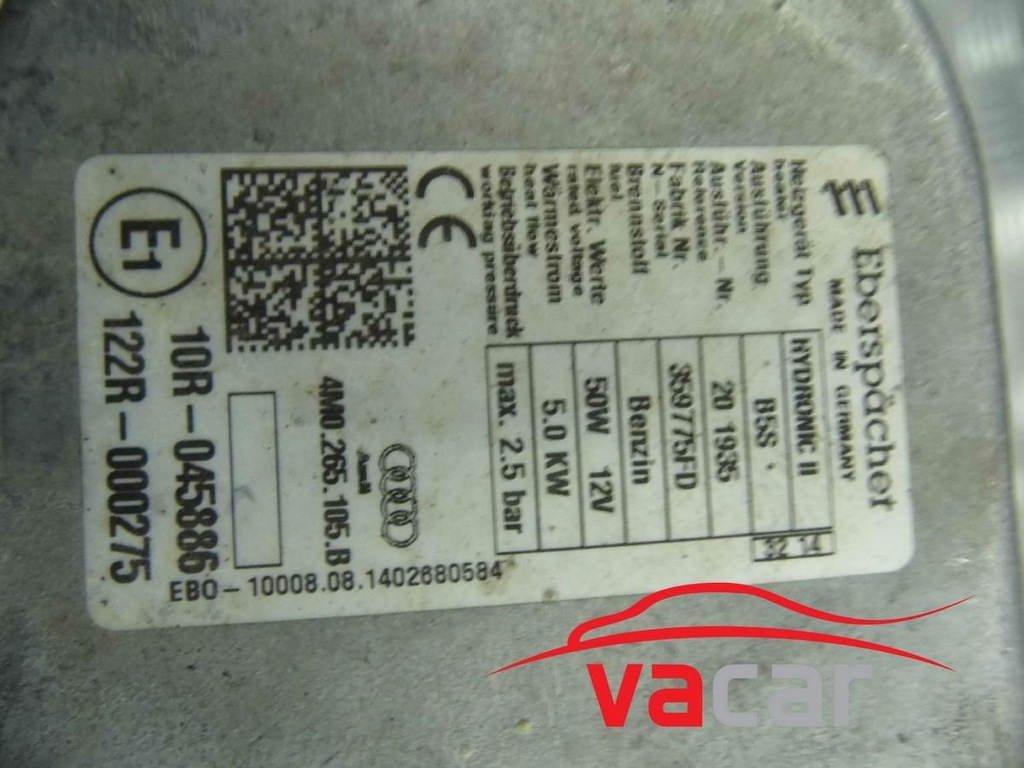 Eberspächer
MADE IN GERMANY
Heizgerät Typ HYDRONIC II 32 14
heater
Ausführung B5S
Version
Ausführ.-Nr. 20 1935
Reference
Fabrik Nr. 359775FD
N-Seriel
Brennstoff Benzin
fuel
Elektr. Werte 50W 12V
rated voltage
Wärmestrom 5.0 KW
heat flow
Betriebsüberdruck max. 2.5 bar
working pressure
CE
Audi
4M0.265.105.B
E1
10R-045886
122R-000275
EBO-10008.08.1402680584
vacar